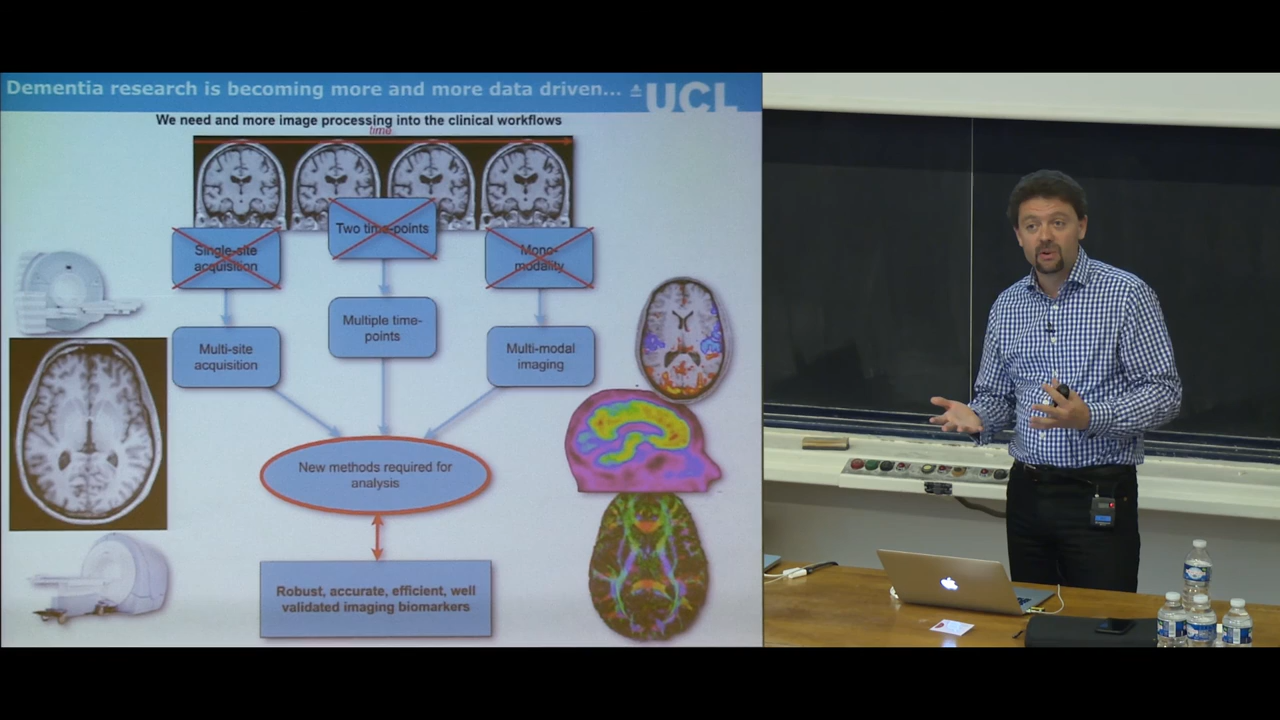 Dementia research is becoming more and more data driven...
UCL
We need and more image processing into the clinical workflows
time
Single-site
acquisition
Two time-points
Mono-
modality
Multi-site
acquisition
Multiple time-
points
Multi-modal
imaging
New methods required for
analysis
Robust, accurate, efficient, well
validated imaging biomarkers